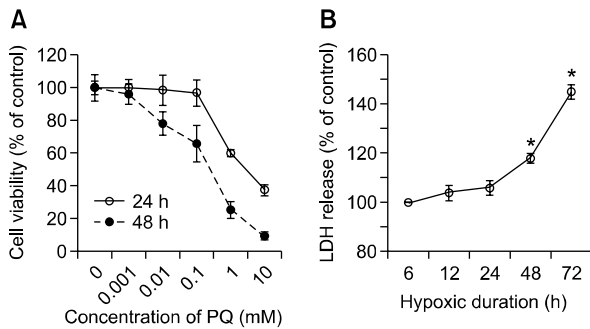 A
Cell viability (% of control)
120
100
80
60
40
20
0
24 h
48 h
0 0.001 0.01 0.1 1 10
Concentration of PQ (mM)
B
LDH release (% of control)
160
140
120
100
80
*
*
6 12 24 48 72
Hypoxic duration (h)